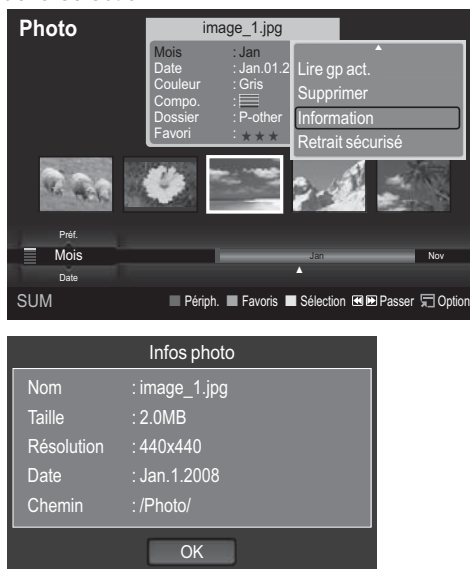 Photo
image_1.jpg
Mois : Jan
Date : Jan.01.2
Couleur : Gris
Compo. :
Dossier : P-other
Favori : ★ ★ ★
Lire gp act.
Supprimer
Information
Retrait sécurisé
Préf.
Mois
Jan
Nov
Date
SUM
Périph. Favoris Sélection Passer Option
Infos photo
Nom : image_1.jpg
Taille : 2.0MB
Résolution : 440x440
Date : Jan.1.2008
Chemin : /Photo/
OK